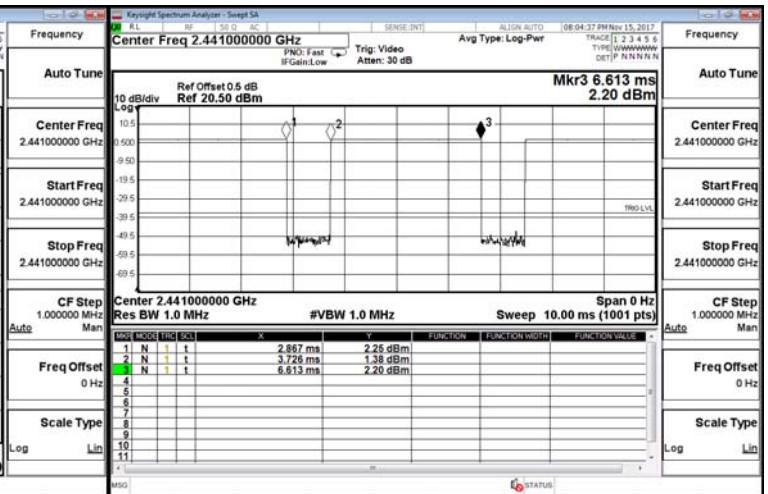 Keysight Spectrum Analyzer - Swept SA
RL RF 50 Ω AC SENSE:INT ALIGN AUTO 08:04:37 PM Nov 15, 2017
Center Freq 2.441000000 GHz Avg Type: Log-Pwr TRACE 1 2 3 4 5 6
PNO: Fast Trig: Video TYPE WWWWWW
IFGain:Low Atten: 30 dB DET P N N N N N
Ref Offset 0.5 dB Mkr3 6.613 ms
10 dB/div Ref 20.50 dBm 2.20 dBm
Log
10.5
0.500
-9.50
-19.5
-29.5
-39.5
-49.5
-59.5
-69.5
1
2
3
TRIG LVL
Center 2.441000000 GHz Span 0 Hz
Res BW 1.0 MHz #VBW 1.0 MHz Sweep 10.00 ms (1001 pts)
MKR MODE TRC SCL X Y FUNCTION FUNCTION WIDTH FUNCTION VALUE
1 N 1 t 2.867 ms 2.25 dBm
2 N 1 t 3.726 ms 1.38 dBm
3 N 1 t 6.613 ms 2.20 dBm
4
5
6
7
8
9
10
11
MSG STATUS
Frequency
Auto Tune
Center Freq
2.441000000 GHz
Start Freq
2.441000000 GHz
Stop Freq
2.441000000 GHz
CF Step
1.000000 MHz
Auto Man
Freq Offset
0 Hz
Scale Type
Log Lin
Frequency
Auto Tune
Center Freq
2.441000000 GHz
Start Freq
2.441000000 GHz
Stop Freq
2.441000000 GHz
CF Step
1.000000 MHz
Auto Man
Freq Offset
0 Hz
Scale Type
Log Lin